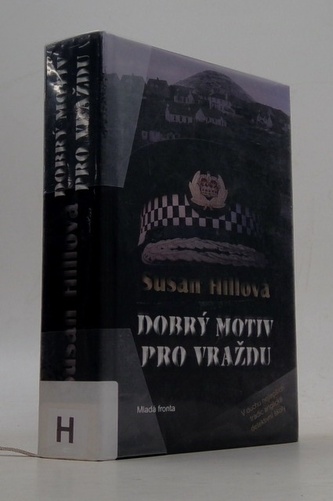 DOBRÝ MOTIV
PRO VRAŽDU
Susan Hillová
H
Susan Hillová
DOBRÝ MOTIV
PRO VRAŽDU
Mladá fronta